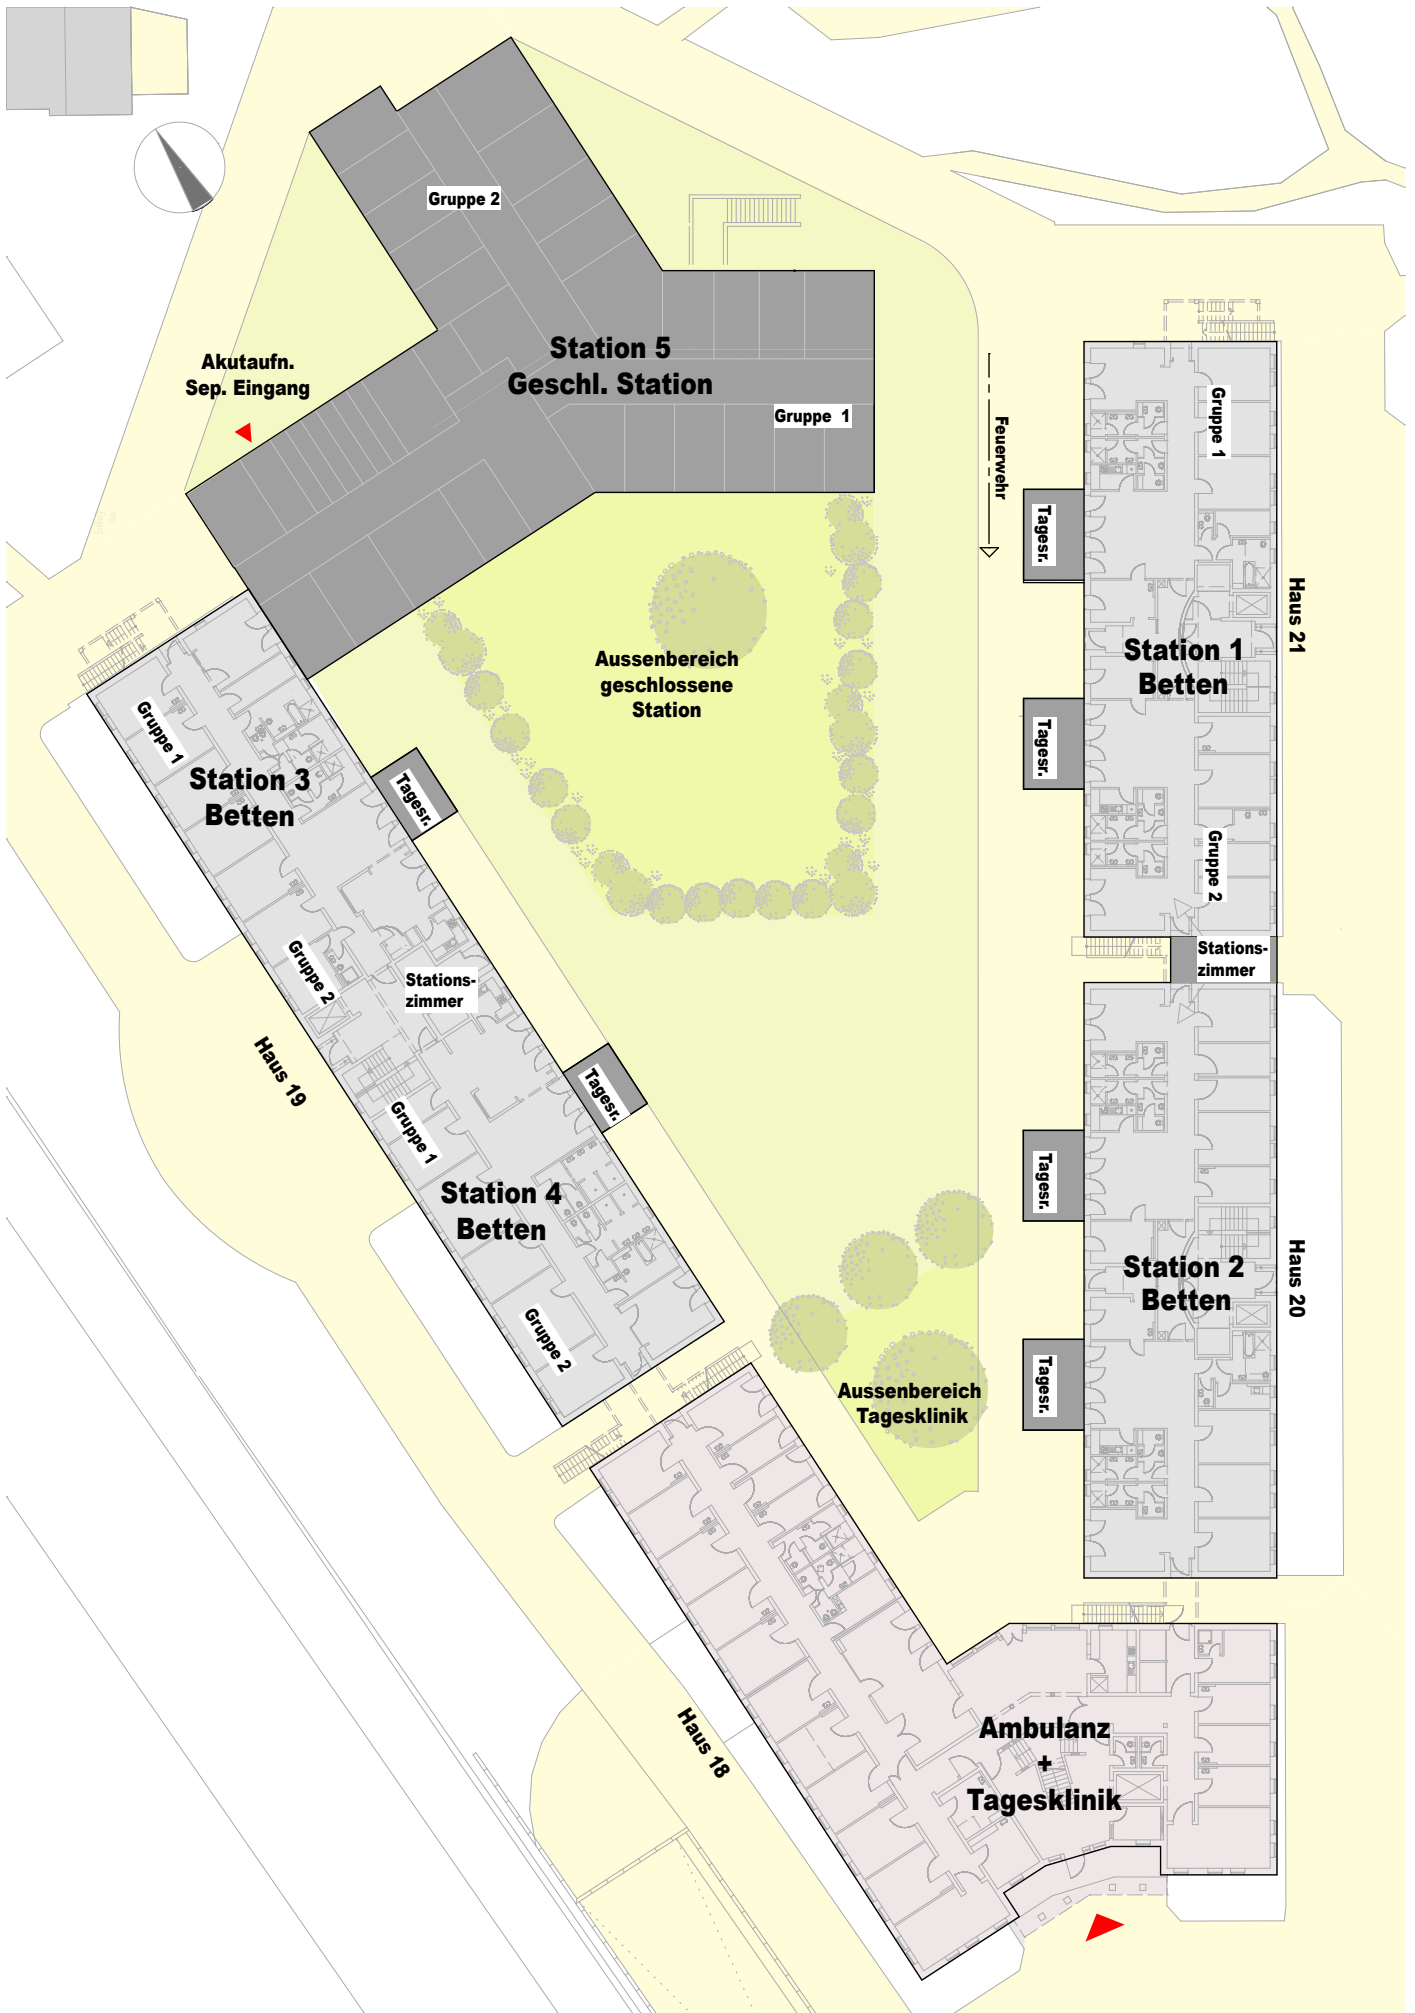 Gruppe 2
Station 5
Geschl. Station
Gruppe 1
Akutaufn.
Sep. Eingang
Feuerwehr
Gruppe 1
Tagesr.
Haus 21
Station 1
Betten
Tagesr.
Gruppe 2
Stations-
zimmer
Aussenbereich
geschlossene
Station
Gruppe 1
Station 3
Betten
Tagesr.
Gruppe 2
Stations-
zimmer
Haus 19
Tagesr.
Gruppe 1
Station 4
Betten
Gruppe 2
Tagesr.
Station 2
Betten
Haus 20
Tagesr.
Aussenbereich
Tagesklinik
Haus 18
Ambulanz
+
Tagesklinik